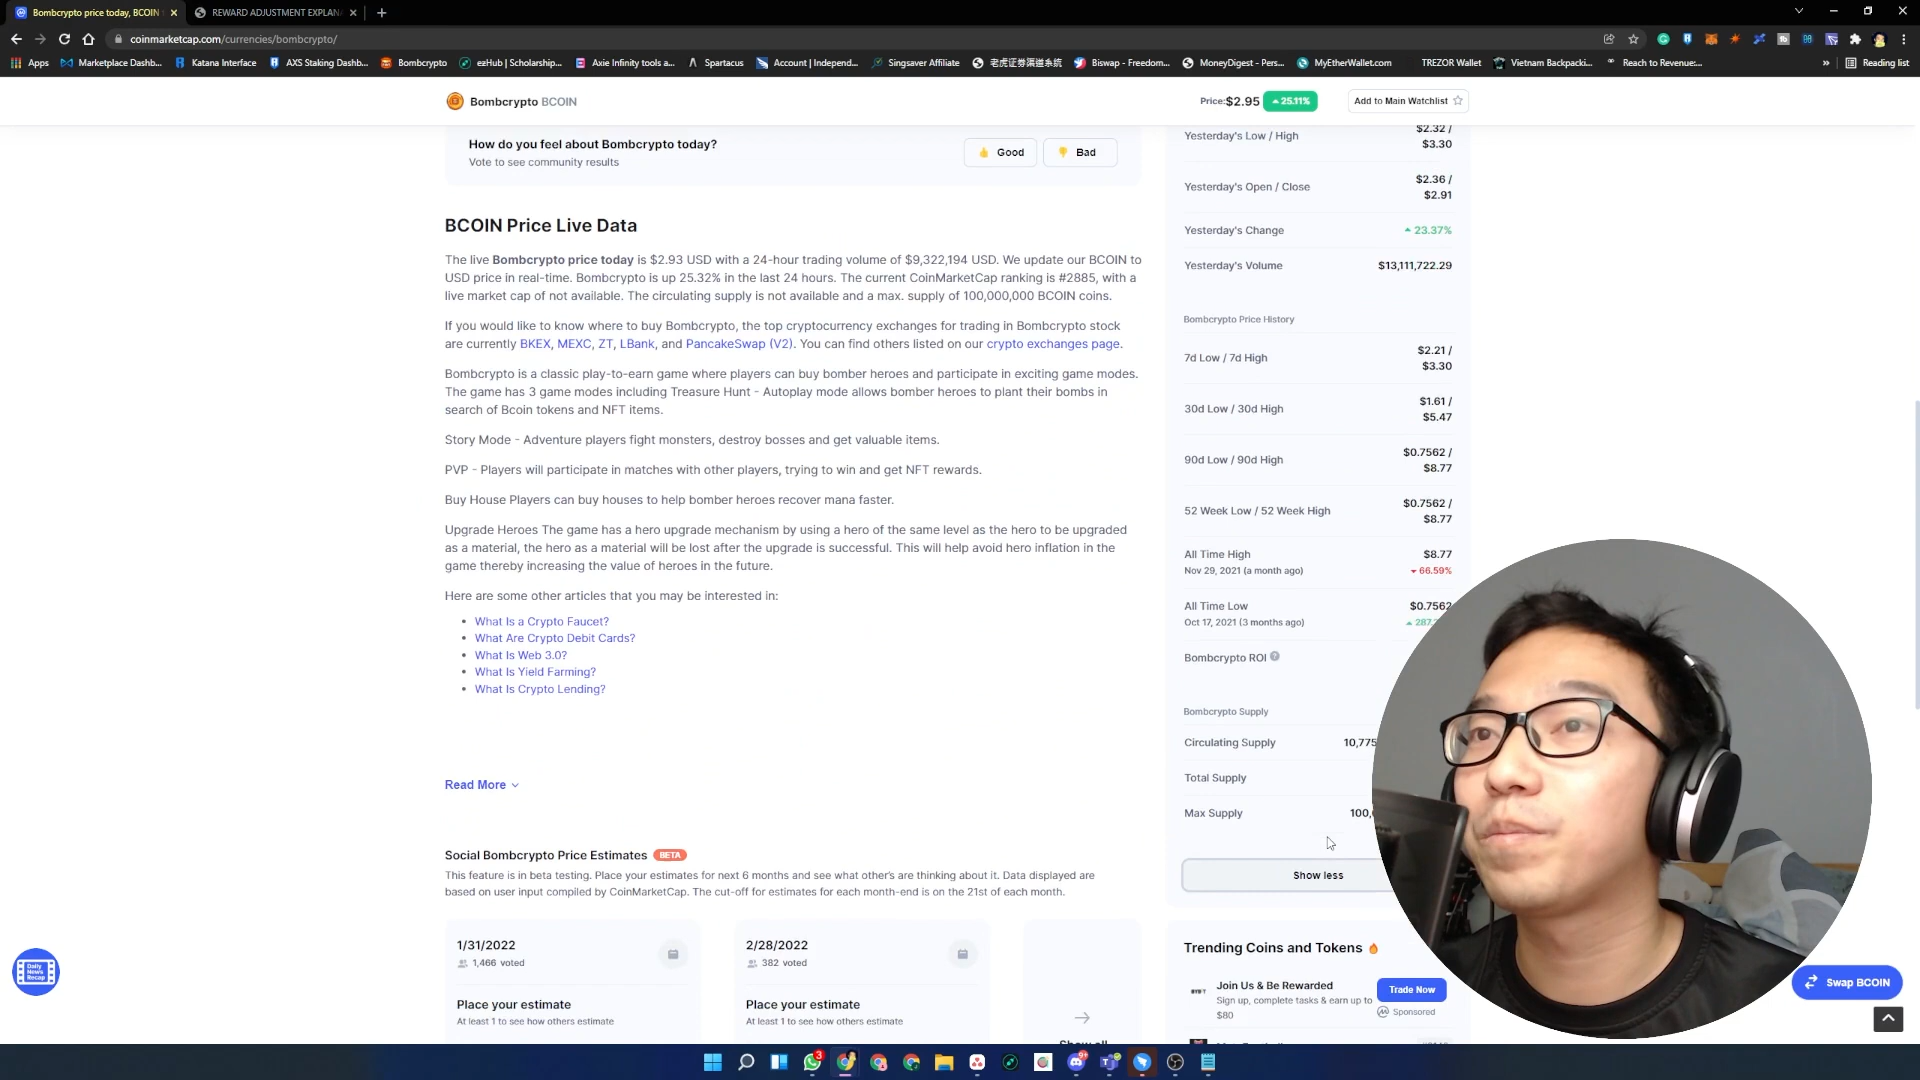 Bombcrypto price today, BCOIN
REWARD ADJUSTMENT EXPLAN
coinmarketcap.com/currencies/bombcrypto/
Apps
Marketplace Dashb...
Katana Interface
AXS Staking Dashb...
Bombcrypto
ezHub | Scholarship...
Axie Infinity tools a...
Spartacus
Account | Independ...
Singsaver Affiliate
老虎证券渠道系統
Biswap - Freedom...
MoneyDigest - Pers...
MyEtherWallet.com
TREZOR Wallet
Vietnam Backpacki...
Reach to Revenue:...
»
Reading list
Bombcrypto BCOIN
Price:$2.95 25.11%
Add to Main Watchlist
How do you feel about Bombcrypto today?
Vote to see community results
Good
Bad
BCOIN Price Live Data
The live Bombcrypto price today is $2.93 USD with a 24-hour trading volume of $9,322,194 USD. We update our BCOIN to
USD price in real-time. Bombcrypto is up 25.32% in the last 24 hours. The current CoinMarketCap ranking is #2885, with a
live market cap of not available. The circulating supply is not available and a max. supply of 100,000,000 BCOIN coins.
If you would like to know where to buy Bombcrypto, the top cryptocurrency exchanges for trading in Bombcrypto stock
are currently BKEX, MEXC, ZT, LBank, and PancakeSwap (V2). You can find others listed on our crypto exchanges page.
Bombcrypto is a classic play-to-earn game where players can buy bomber heroes and participate in exciting game modes.
The game has 3 game modes including Treasure Hunt - Autoplay mode allows bomber heroes to plant their bombs in
search of Bcoin tokens and NFT items.
Story Mode - Adventure players fight monsters, destroy bosses and get valuable items.
PVP - Players will participate in matches with other players, trying to win and get NFT rewards.
Buy House Players can buy houses to help bomber heroes recover mana faster.
Upgrade Heroes The game has a hero upgrade mechanism by using a hero of the same level as the hero to be upgraded
as a material, the hero as a material will be lost after the upgrade is successful. This will help avoid hero inflation in the
game thereby increasing the value of heroes in the future.
Here are some other articles that you may be interested in:
What Is a Crypto Faucet?
What Are Crypto Debit Cards?
What Is Web 3.0?
What Is Yield Farming?
What Is Crypto Lending?
Read More
Social Bombcrypto Price Estimates BETA
This feature is in beta testing. Place your estimates for next 6 months and see what other's are thinking about it. Data displayed are
based on user input compiled by CoinMarketCap. The cut-off for estimates for each month-end is on the 21st of each month.
1/31/2022
1,466 voted
Place your estimate
At least 1 to see how others estimate
2/28/2022
382 voted
Place your estimate
At least 1 to see how others estimate
Show all
Yesterday's Low / High
$2.32 /
$3.30
Yesterday's Open / Close
$2.36 /
$2.91
Yesterday's Change
23.37%
Yesterday's Volume
$13,111,722.29
Bombcrypto Price History
7d Low / 7d High
$2.21 /
$3.30
30d Low / 30d High
$1.61 /
$5.47
90d Low / 90d High
$0.7562 /
$8.77
52 Week Low / 52 Week High
$0.7562 /
$8.77
All Time High
$8.77
Nov 29, 2021 (a month ago)
66.59%
All Time Low
$0.7562
Oct 17, 2021 (3 months ago)
287.
Bombcrypto ROI
Bombcrypto Supply
Circulating Supply
10,775
Total Supply
Max Supply
100,
Show less
Trending Coins and Tokens
Join Us & Be Rewarded
Sign up, complete tasks & earn up to
$80
Trade Now
Sponsored
Swap BCOIN
Daily
News
Recap
3
9+